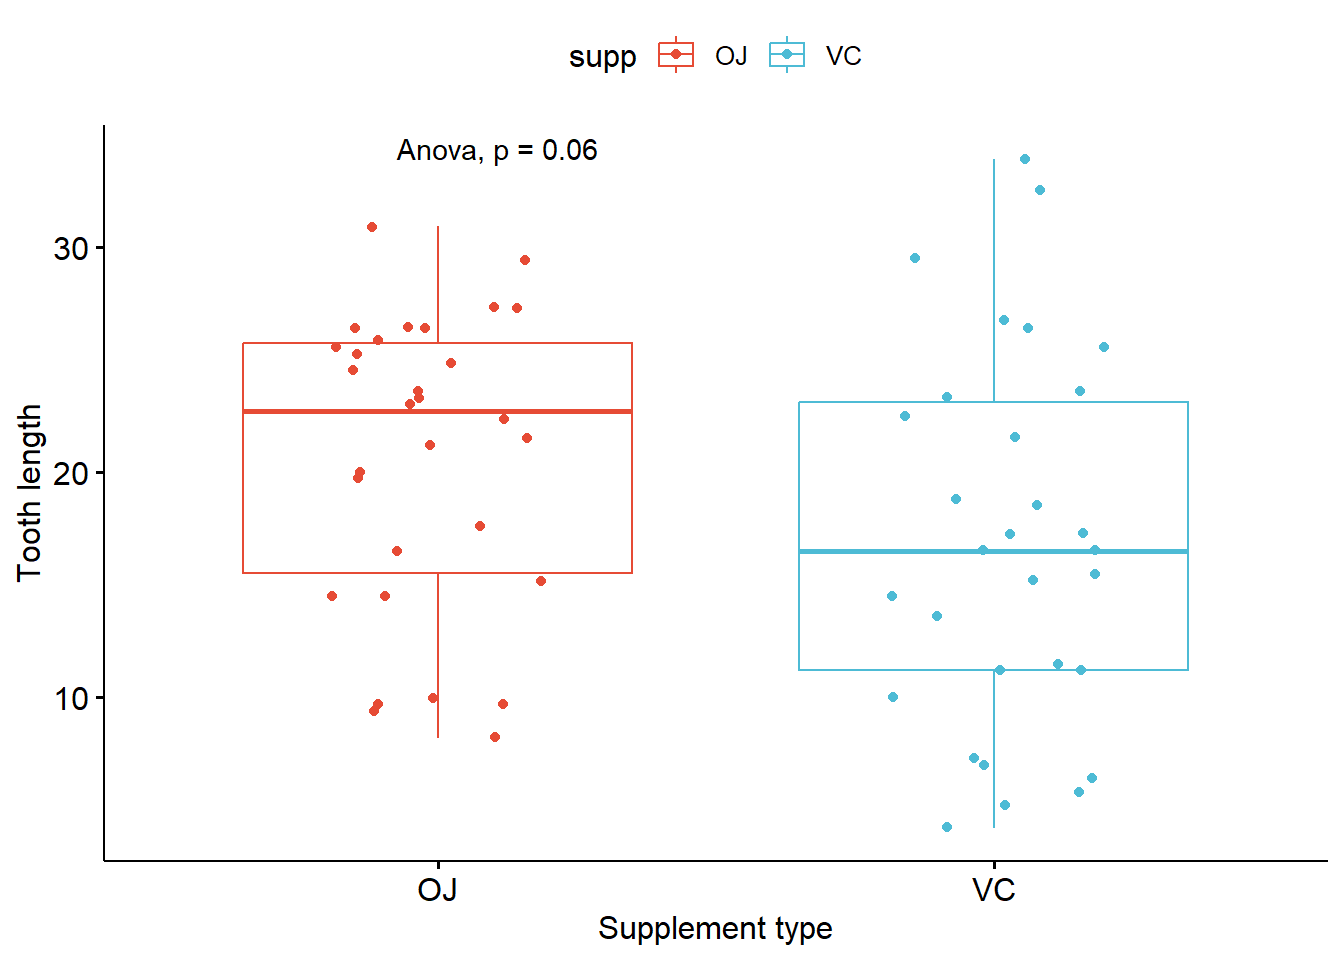 supp OJ VC
Anova, p = 0.06
30
20
10
Tooth length
OJ VC
Supplement type